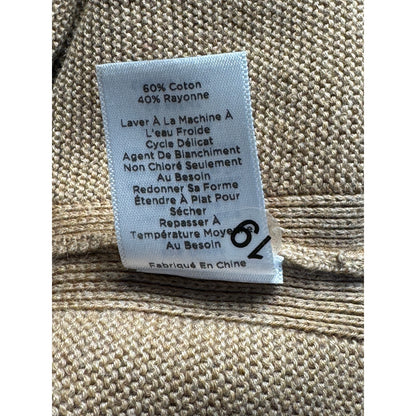 60% Coton
40% Rayonne
Laver À La Machine À
L'eau Froide
Cycle Délicat
Agent De Blanchiment
Non Chloré Seulement
Au Besoin
Redonner Sa Forme
Étendre À Plat Pour
Sécher
Repasser À
Température Moyenne
Au Besoin
Fabriqué En Chine
19